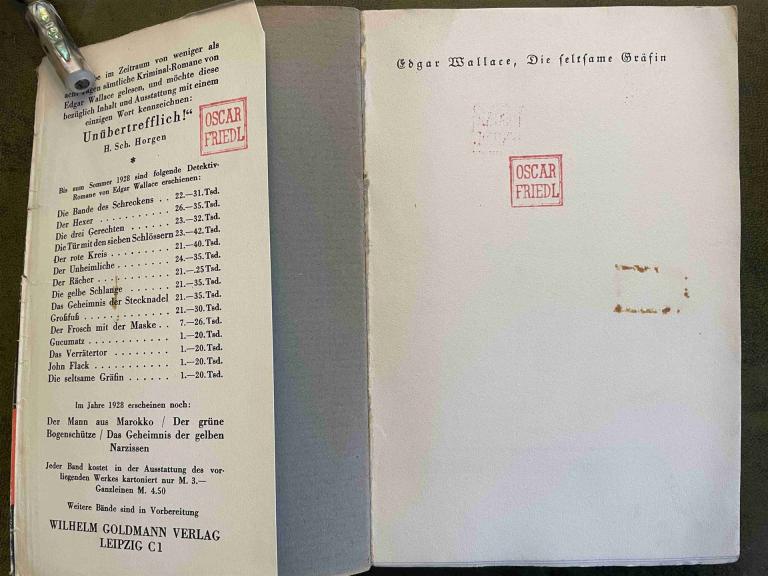 im Zeitraum von weniger als
acht Tagen sämtliche Kriminal-Romane von
Edgar Wallace gelesen, und möchte diese
bezüglich Inhalt und Ausstattung mit einem
einzigen Wort kennzeichnen:
Unübertrefflich!“
H. Sch. Horgen
OSCAR
FRIEDL
*
Bis zum Sommer 1928 sind folgende Detektiv-
Romane von Edgar Wallace erschienen:
Die Bande des Schreckens . . 22.—31. Tsd.
Der Hexer . . . . . . . . . 26.—35. Tsd.
Die drei Gerechten . . . . . 23.—32. Tsd.
Die Tür mit den sieben Schlössern 23.—42. Tsd.
Der rote Kreis . . . . . . . . 21.—40. Tsd.
Der Unheimliche . . . . . . . 24.—35. Tsd.
Der Rächer . . . . . . . . . 21.—25 Tsd.
Die gelbe Schlange . . . . . . 21.—35. Tsd.
Das Geheimnis der Stecknadel 21.—35. Tsd.
Großfuß . . . . . . . . . . 21.—30. Tsd.
Der Frosch mit der Maske . . 7.—26. Tsd.
Gucumatz . . . . . . . . . . 1.—20. Tsd.
Das Verrätertor . . . . . . . 1.—20. Tsd.
John Flack . . . . . . . . . 1.—20. Tsd.
Die seltsame Gräfin . . . . . . 1.—20. Tsd.
Im Jahre 1928 erscheinen noch:
Der Mann aus Marokko / Der grüne
Bogenschütze / Das Geheimnis der gelben
Narzissen
Jeder Band kostet in der Ausstattung des vor-
liegenden Werkes kartoniert nur M. 3.—
Ganzleinen M. 4.50
Weitere Bände sind in Vorbereitung
WILHELM GOLDMANN VERLAG
LEIPZIG C1
Edgar Wallace, Die seltsame Gräfin
OSCAR
FRIEDL